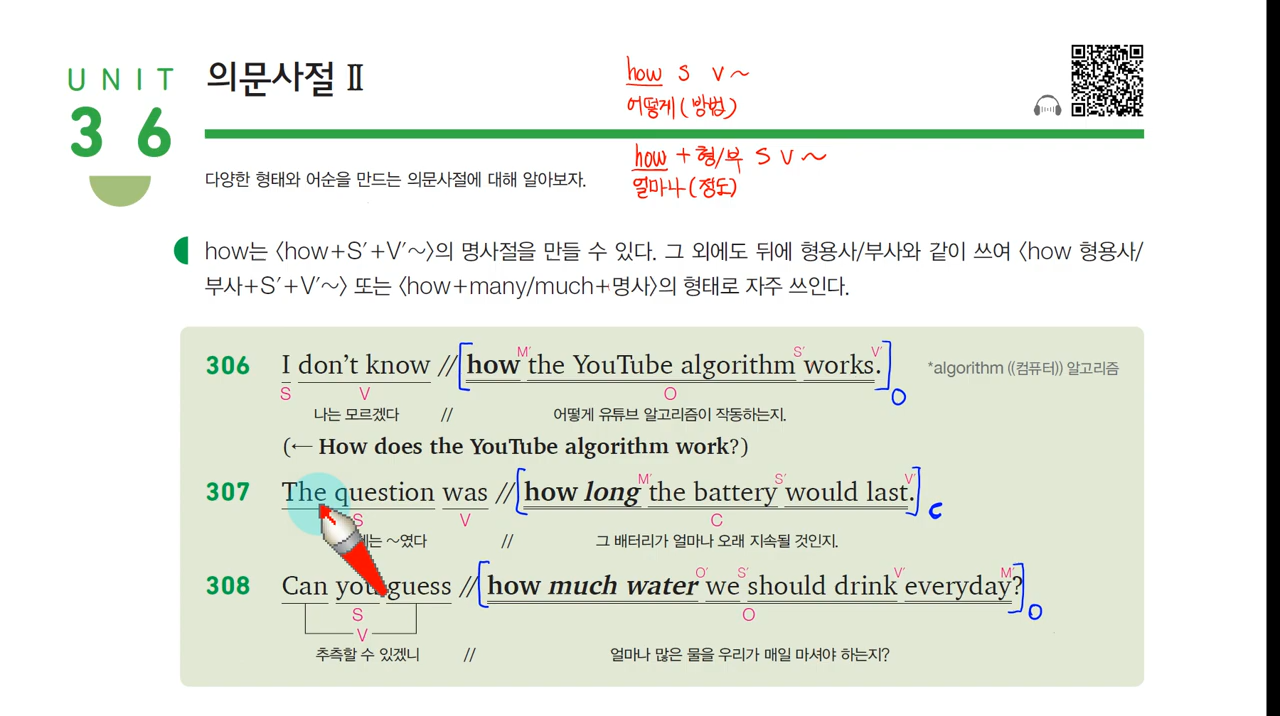 UNIT 36
의문사절 Ⅱ
how S V ~
어떻게(방법)
how + 형/부 S V ~
얼마나(정도)
다양한 형태와 어순을 만드는 의문사절에 대해 알아보자.
how는 〈how+S′+V′~〉의 명사절을 만들 수 있다. 그 외에도 뒤에 형용사/부사와 같이 쓰여 〈how 형용사/
부사+S′+V′~〉 또는 〈how+many/much+명사〉의 형태로 자주 쓰인다.
306 I don't know // [how the YouTube algorithm works.] *algorithm ((컴퓨터)) 알고리즘
M′ S′ V′
S V O O
나는 모르겠다 // 어떻게 유튜브 알고리즘이 작동하는지.
(← How does the YouTube algorithm work?)
307 The question was // [how long the battery would last.] C
M′ S′ V′
S V C
는 ~였다 // 그 배터리가 얼마나 오래 지속될 것인지.
308 Can you guess // [how much water we should drink everyday?] O
O′ S′ V′ M′
S O
V
추측할 수 있겠니 // 얼마나 많은 물을 우리가 매일 마셔야 하는지?